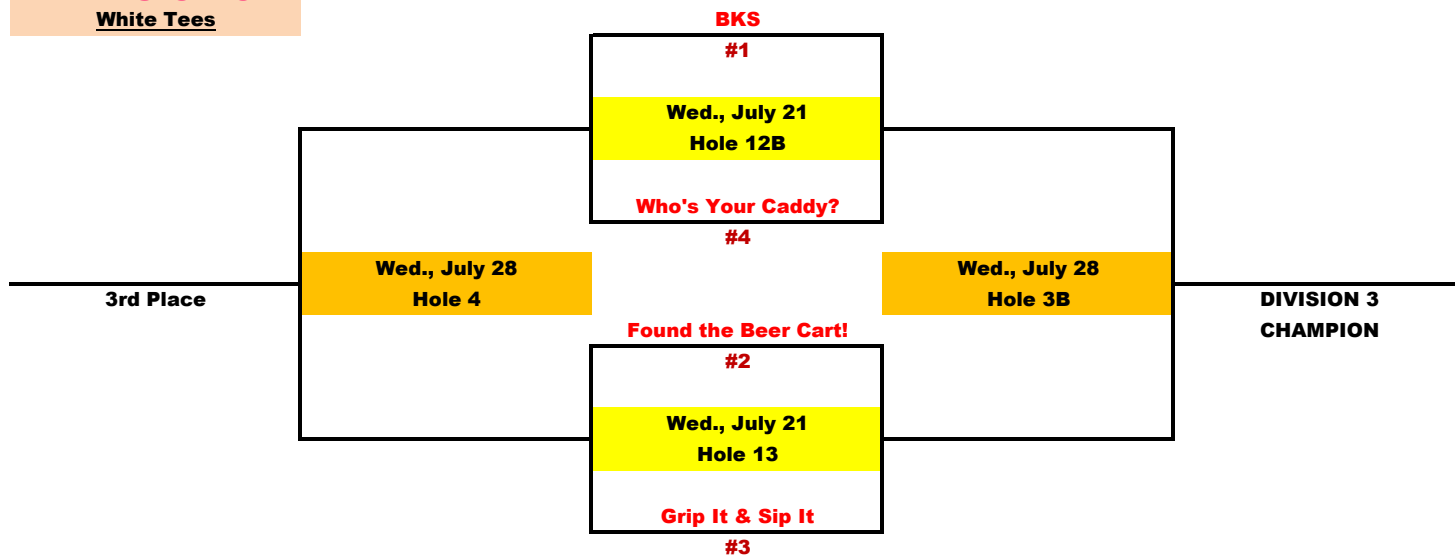 White Tees
BKS
#1
Wed., July 21
Hole 12B
Who's Your Caddy?
#4
Wed., July 28
Hole 4
Wed., July 28
Hole 3B
3rd Place
DIVISION 3
CHAMPION
Found the Beer Cart!
#2
Wed., July 21
Hole 13
Grip It & Sip It
#3